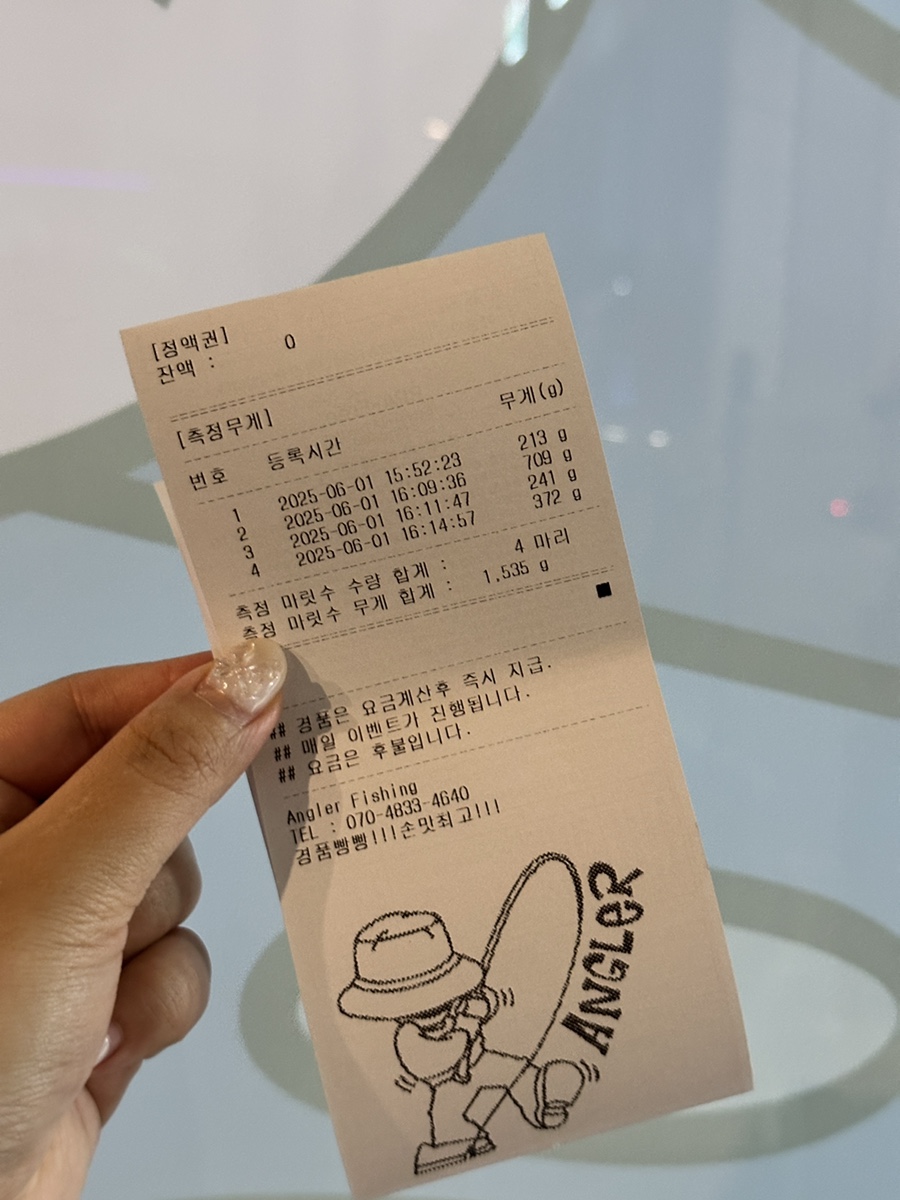 [정액권]
잔액 : 0
[측정무게]
번호 등록시간 무게(g)
1 2025-06-01 15:52:23 213 g
2 2025-06-01 16:09:36 709 g
3 2025-06-01 16:11:47 241 g
4 2025-06-01 16:14:57 372 g
측정 마릿수 수량 합계 : 4 마리
측정 마릿수 무게 합계 : 1,535 g
## 경품은 요금계산후 즉시 지급.
## 매일 이벤트가 진행됩니다.
## 요금은 후불입니다.
Angler Fishing
TEL : 070-4833-4640
경품빵빵!!!손맛최고!!!
ANGLeR